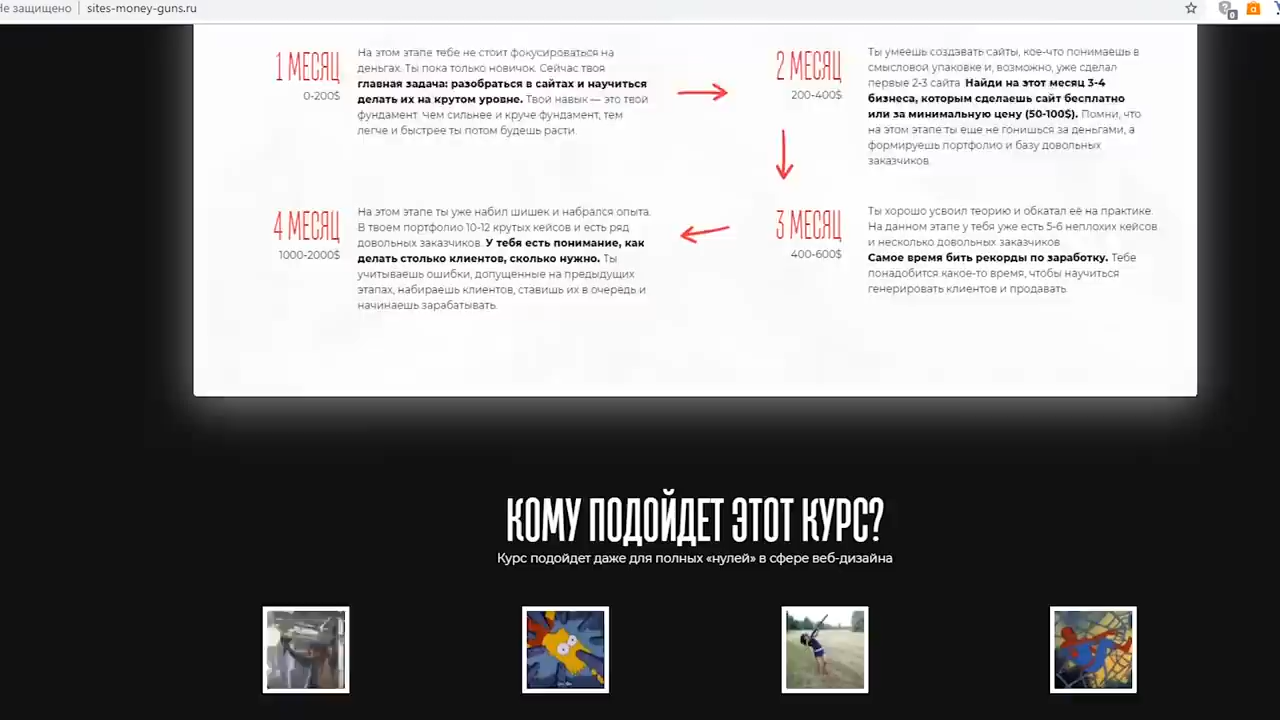 Не защищено
sites-money-guns.ru
1 МЕСЯЦ
0-200$
На этом этапе тебе не стоит фокусироваться на
деньгах. Ты пока только новичок. Сейчас твоя
главная задача: разобраться в сайтах и научиться
делать их на крутом уровне. Твой навык — это твой
фундамент. Чем сильнее и круче фундамент, тем
легче и быстрее ты потом будешь расти.
2 МЕСЯЦ
200-400$
Ты умеешь создавать сайты, кое-что понимаешь в
смысловой упаковке и, возможно, уже сделал
первые 2-3 сайта. Найди на этот месяц 3-4
бизнеса, которым сделаешь сайт бесплатно
или за минимальную цену (50-100$). Помни, что
на этом этапе ты еще не гонишься за деньгами, а
формируешь портфолио и базу довольных
заказчиков.
4 МЕСЯЦ
1000-2000$
На этом этапе ты уже набил шишек и набрался опыта.
В твоем портфолио 10-12 крутых кейсов и есть ряд
довольных заказчиков. У тебя есть понимание, как
делать столько клиентов, сколько нужно. Ты
учитываешь ошибки, допущенные на предыдущих
этапах, набираешь клиентов, ставишь их в очередь и
начинаешь зарабатывать.
3 МЕСЯЦ
400-600$
Ты хорошо усвоил теорию и обкатал её на практике.
На данном этапе у тебя уже есть 5-6 неплохих кейсов
и несколько довольных заказчиков.
Самое время бить рекорды по заработку. Тебе
понадобится какое-то время, чтобы научиться
генерировать клиентов и продавать.
КОМУ ПОДОЙДЕТ ЭТОТ КУРС?
Курс подойдет даже для полных «нулей» в сфере веб-дизайна